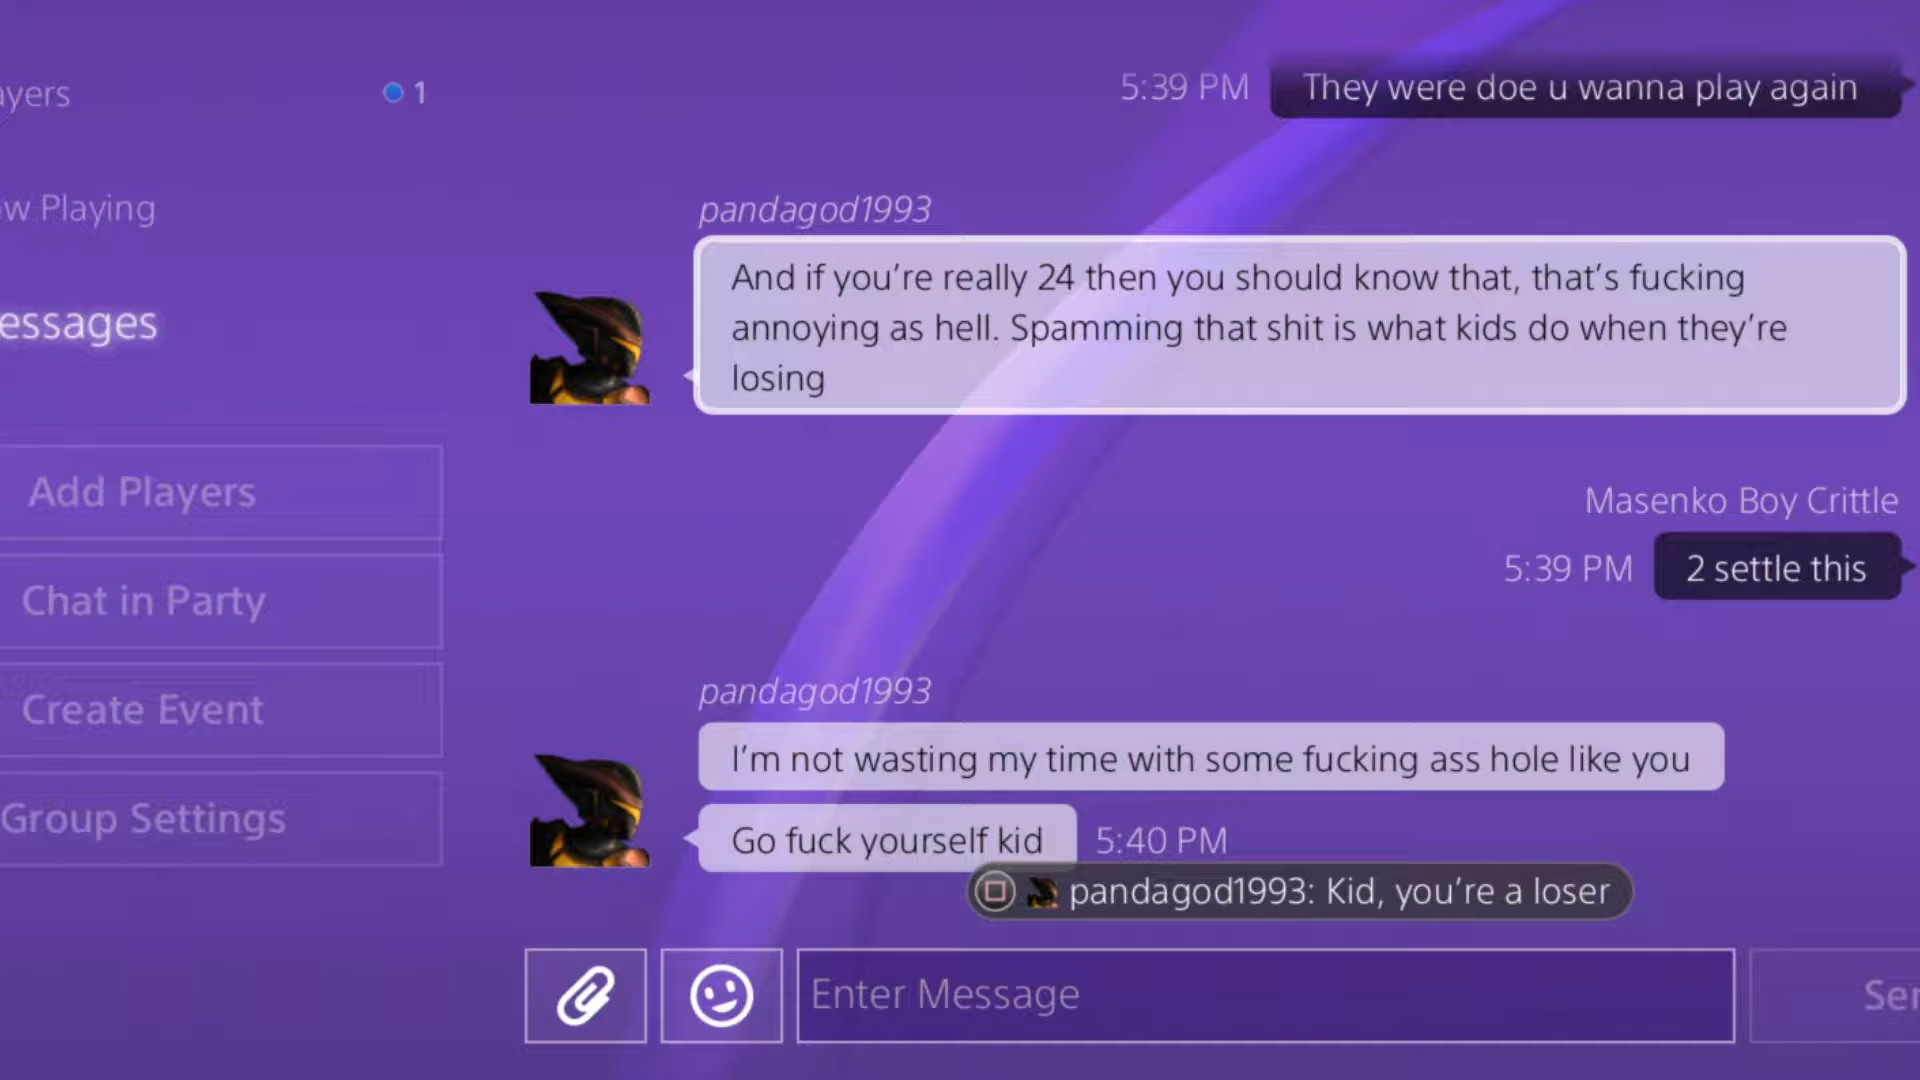 ayers
1
5:39 PM
They were doe u wanna play again
w Playing
pandagod1993
And if you're really 24 then you should know that, that's fucking
annoying as hell. Spamming that shit is what kids do when they're
losing
essages
Add Players
Masenko Boy Crittle
5:39 PM
2 settle this
Chat in Party
pandagod1993
Create Event
I'm not wasting my time with some fucking ass hole like you
Group Settings
Go fuck yourself kid
5:40 PM
pandagod1993: Kid, you're a loser
Enter Message
Ser